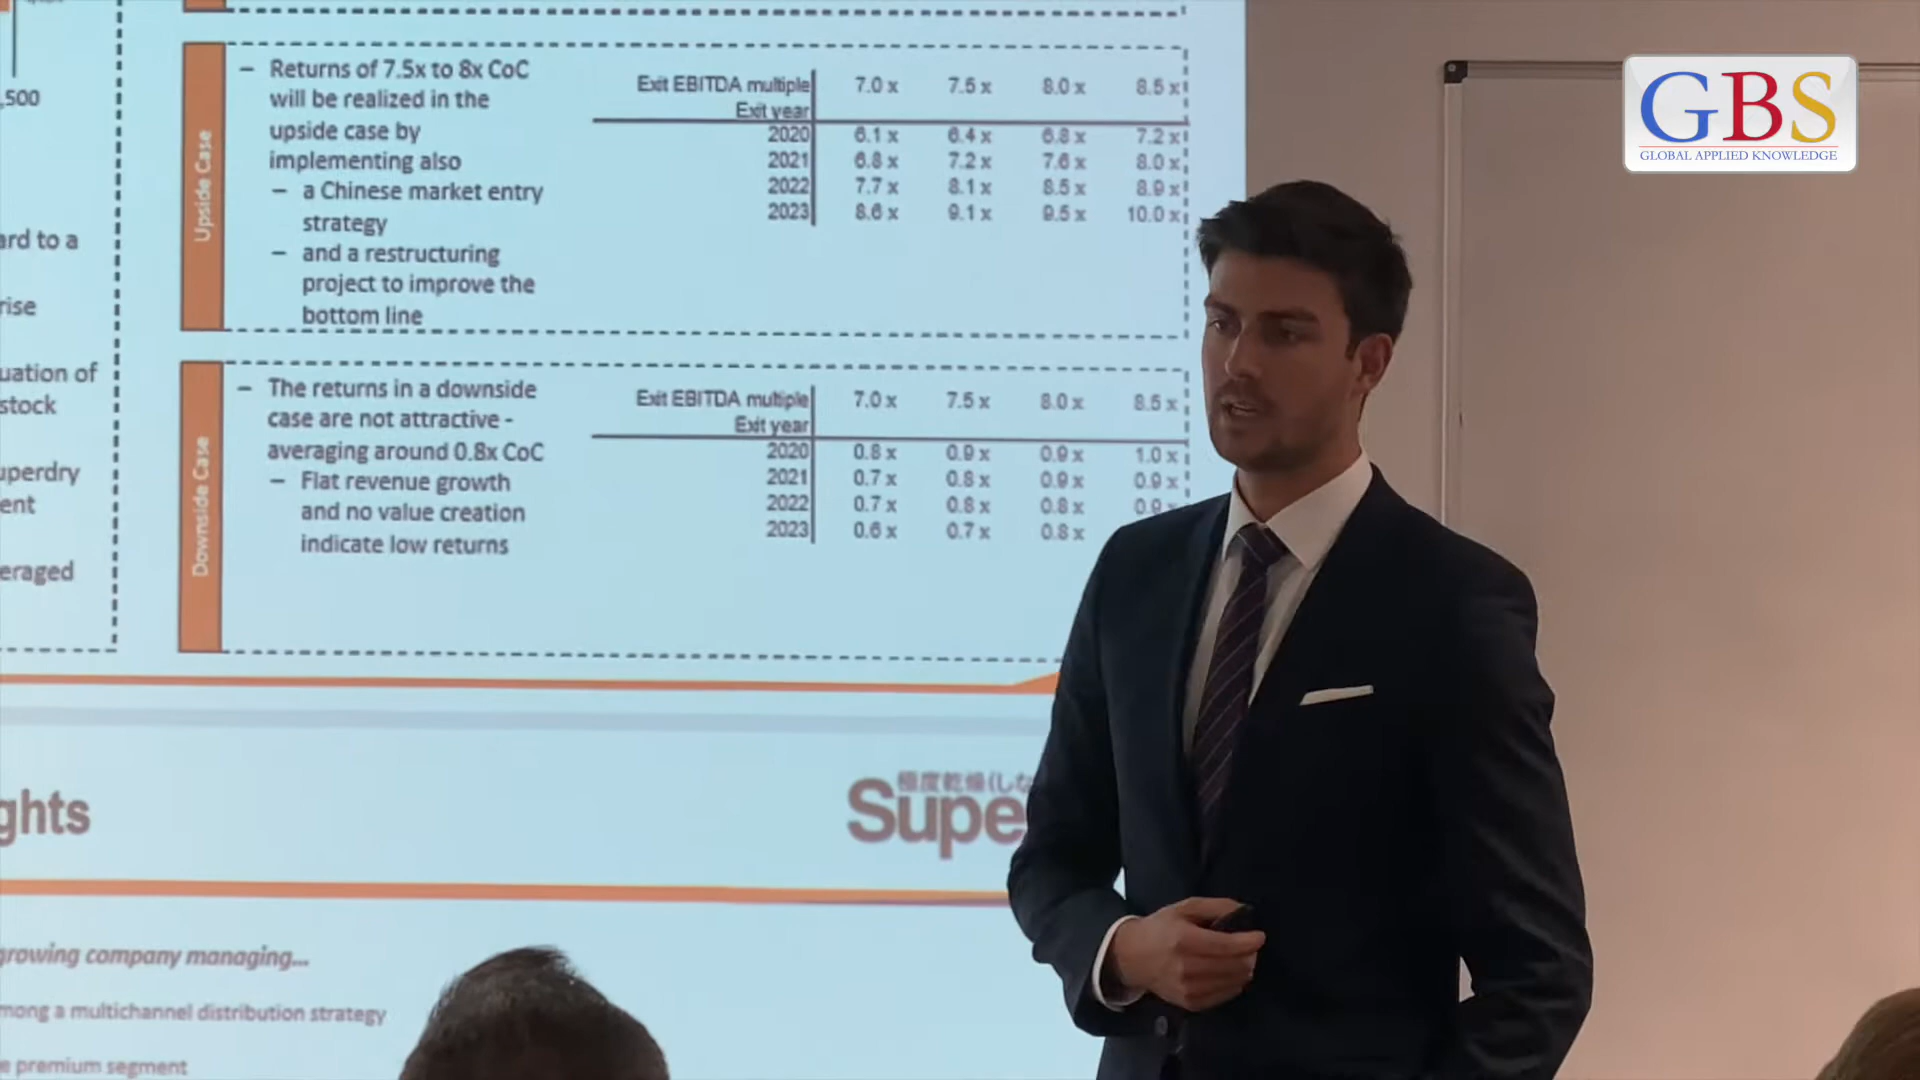 ,500
ard to a
rise
uation of
stock
uperdry
ent
eraged
Upside Case
– Returns of 7.5x to 8x CoC
will be realized in the
upside case by
implementing also
– a Chinese market entry
strategy
– and a restructuring
project to improve the
bottom line
Exit EBITDA multiple 7.0 x 7.5 x 8.0 x 8.5 x
Exit year
2020 6.1 x 6.4 x 6.8 x 7.2 x
2021 6.8 x 7.2 x 7.6 x 8.0 x
2022 7.7 x 8.1 x 8.5 x 8.9 x
2023 8.6 x 9.1 x 9.5 x 10.0 x
Downside Case
– The returns in a downside
case are not attractive -
averaging around 0.8x CoC
– Flat revenue growth
and no value creation
indicate low returns
Exit EBITDA multiple 7.0 x 7.5 x 8.0 x 8.5 x
Exit year
2020 0.8 x 0.9 x 0.9 x 1.0 x
2021 0.7 x 0.8 x 0.9 x 0.9 x
2022 0.7 x 0.8 x 0.8 x 0.9
2023 0.6 x 0.7 x 0.8 x
ghts
極度乾燥(しな
Supe
growing company managing...
mong a multichannel distribution strategy
e premium segment
GBS
GLOBAL APPLIED KNOWLEDGE